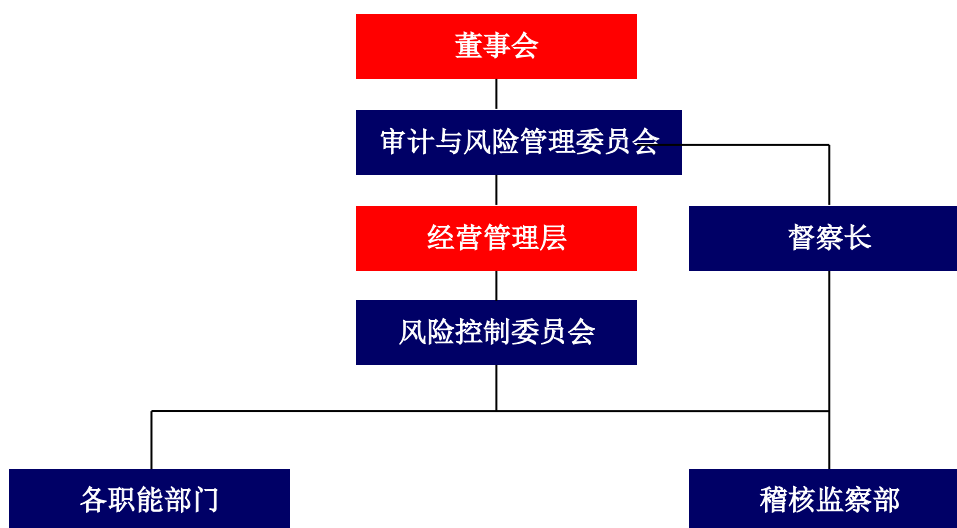 董事会
审计与风险管理委员会
经营管理层
督察长
风险控制委员会
各职能部门
稽核监察部